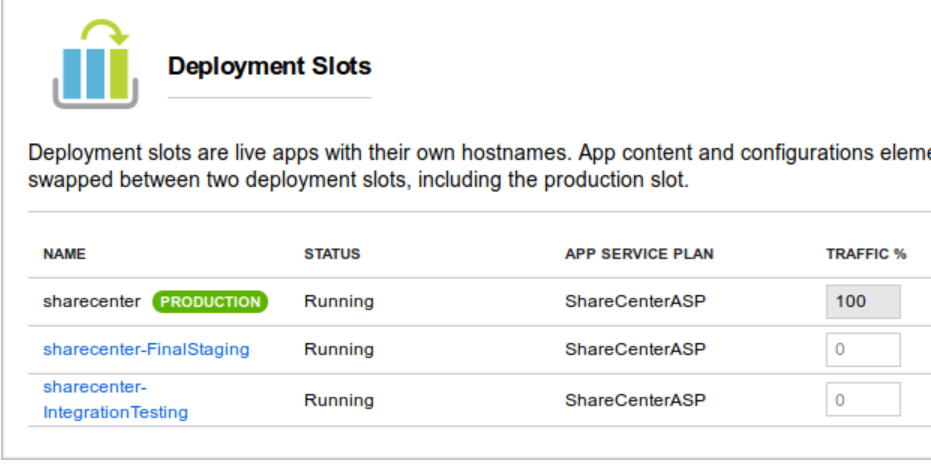 Deployment Slots
Deployment slots are live apps with their own hostnames. App content and configurations
swapped between two deployment slots, including the production slot.
NAME STATUS APP SERVICE PLAN TRAFFIC %
sharecenter PRODUCTION Running ShareCenterASP 100
sharecenter-FinalStaging Running ShareCenterASP 0
sharecenter-
IntegrationTesting Running ShareCenterASP 0